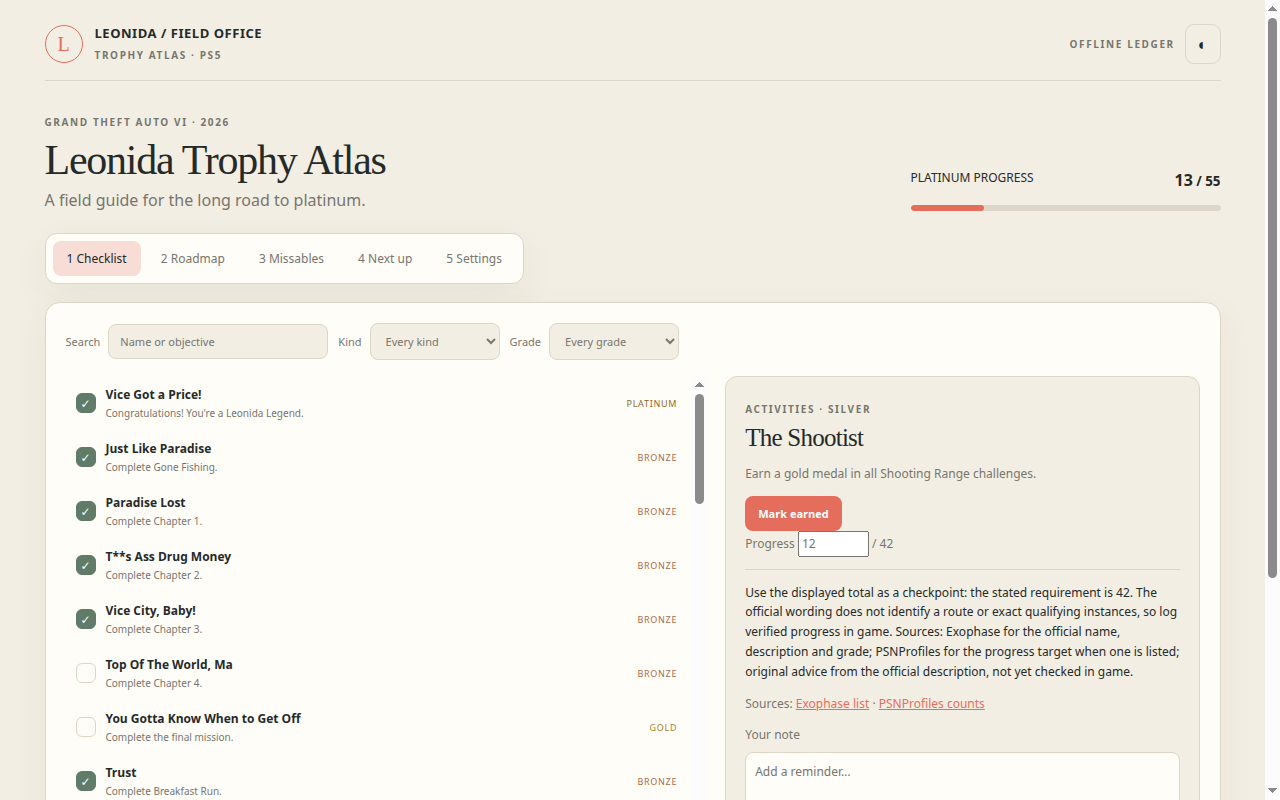 L
LEONIDA / FIELD OFFICE
TROPHY ATLAS · PS5
OFFLINE LEDGER
GRAND THEFT AUTO VI · 2026
Leonida Trophy Atlas
A field guide for the long road to platinum.
PLATINUM PROGRESS
13 / 55
1 Checklist
2 Roadmap
3 Missables
4 Next up
5 Settings
Search
Name or objective
Kind
Every kind
Grade
Every grade
Vice Got a Price!
Congratulations! You're a Leonida Legend.
PLATINUM
Just Like Paradise
Complete Gone Fishing.
BRONZE
Paradise Lost
Complete Chapter 1.
BRONZE
T**s Ass Drug Money
Complete Chapter 2.
BRONZE
Vice City, Baby!
Complete Chapter 3.
BRONZE
Top Of The World, Ma
Complete Chapter 4.
BRONZE
You Gotta Know When to Get Off
Complete the final mission.
GOLD
Trust
Complete Breakfast Run.
BRONZE
ACTIVITIES · SILVER
The Shootist
Earn a gold medal in all Shooting Range challenges.
Mark earned
Progress 12 / 42
Use the displayed total as a checkpoint: the stated requirement is 42. The
official wording does not identify a route or exact qualifying instances, so log
verified progress in game. Sources: Exophase for the official name,
description and grade; PSNProfiles for the progress target when one is listed;
original advice from the official description, not yet checked in game.
Sources: Exophase list · PSNProfiles counts
Your note
Add a reminder...